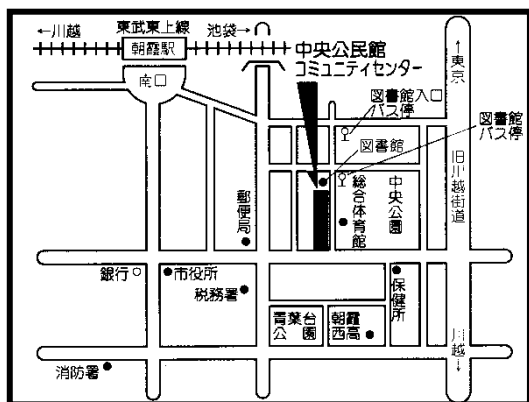 東武東上線
←川越
池袋→
朝霞駅
中央公民館
コミュニティセンター
南口
図書館入口
バス停
図書館
バス停
図書館
←東京
旧川越街道
川越→
郵便局
総合体育館
中央公園
銀行
市役所
税務署
保健所
青葉台
公園
朝霞
西高
消防署